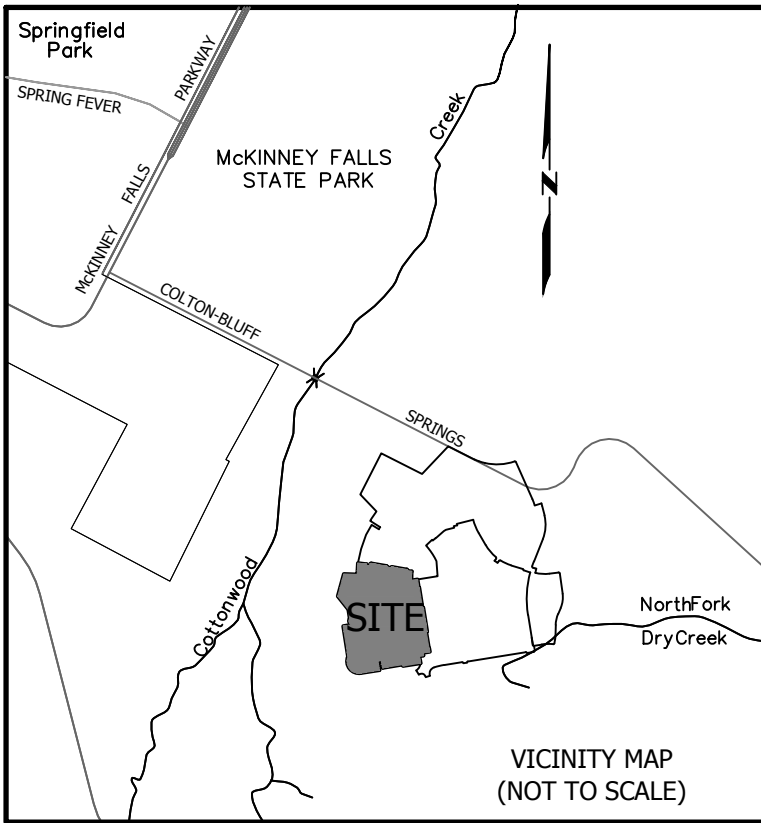 Springfield
Park
SPRING FEVER
PARKWAY
FALLS
McKINNEY
McKINNEY FALLS
STATE PARK
Creek
N
COLTON-BLUFF
SPRINGS
Cottonwood
SITE
NorthFork
DryCreek
VICINITY MAP
(NOT TO SCALE)